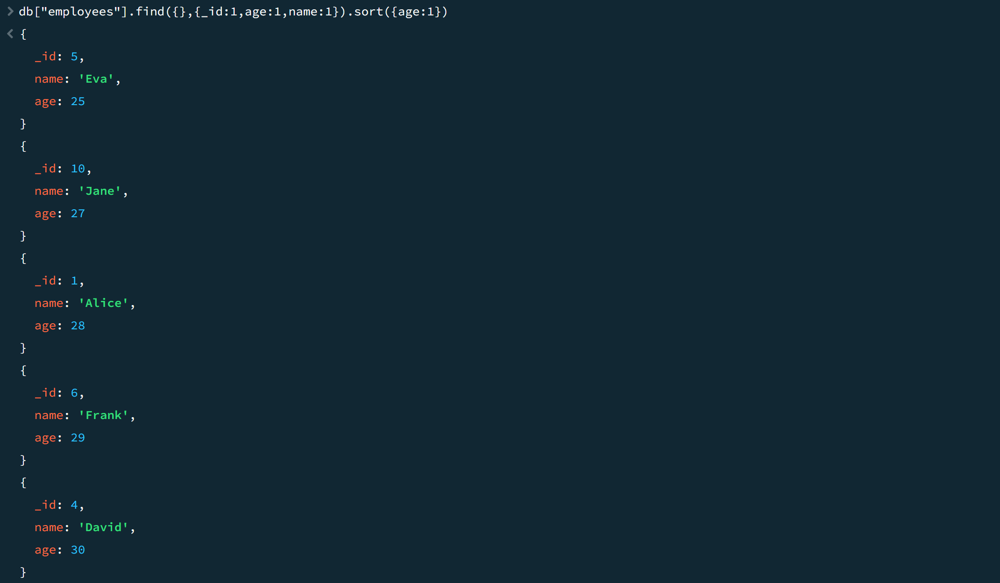 > db["employees"].find({},{_id:1,age:1,name:1}).sort({age:1})
< {
_id: 5,
name: 'Eva',
age: 25
}
{
_id: 10,
name: 'Jane',
age: 27
}
{
_id: 1,
name: 'Alice',
age: 28
}
{
_id: 6,
name: 'Frank',
age: 29
}
{
_id: 4,
name: 'David',
age: 30
}